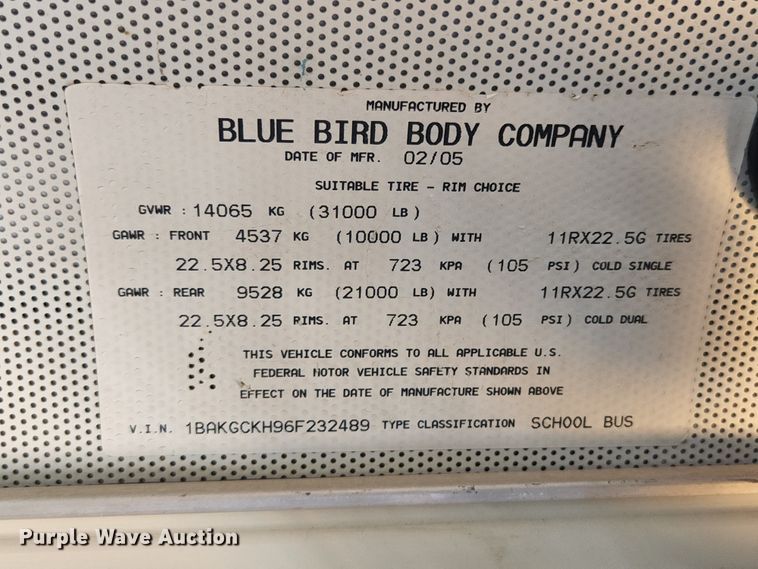 MANUFACTURED BY
BLUE BIRD BODY COMPANY
DATE OF MFR. 02/05
SUITABLE TIRE - RIM CHOICE
GVWR : 14065 KG (31000 LB)
GAWR : FRONT 4537 KG (10000 LB) WITH 11RX22.5G TIRES
22.5X8.25 RIMS. AT 723 KPA (105 PSI) COLD SINGLE
GAWR : REAR 9528 KG (21000 LB) WITH 11RX22.5G TIRES
22.5X8.25 RIMS. AT 723 KPA (105 PSI) COLD DUAL
THIS VEHICLE CONFORMS TO ALL APPLICABLE U.S.
FEDERAL MOTOR VEHICLE SAFETY STANDARDS IN
EFFECT ON THE DATE OF MANUFACTURE SHOWN ABOVE
V.I.N. 1BAKGCKH96F232489 TYPE CLASSIFICATION SCHOOL BUS
Purple Wave Auction